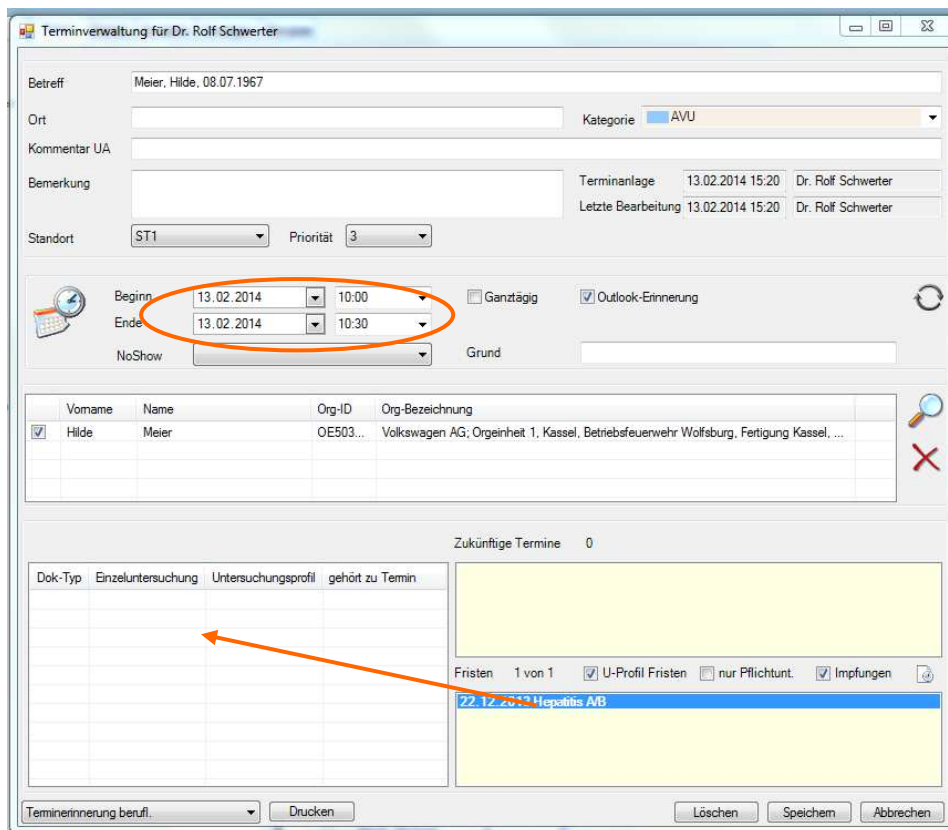 Terminverwaltung für Dr. Rolf Schwerter
Betreff Meier, Hilde, 08.07.1967
Ort Kategorie AVU
Kommentar UA
Bemerkung Terminanlage 13.02.2014 15:20 Dr. Rolf Schwerter
Letzte Bearbeitung 13.02.2014 15:20 Dr. Rolf Schwerter
Standort ST1 Priorität 3
Beginn 13.02.2014 10:00 Ganztägig Outlook-Erinnerung
Ende 13.02.2014 10:30
NoShow Grund
Vorname Name Org-ID Org-Bezeichnung
Hilde Meier OE503... Volkswagen AG; Orgeinheit 1, Kassel, Betriebsfeuerwehr Wolfsburg, Fertigung Kassel, ...
Zukünftige Termine 0
Dok-Typ Einzeluntersuchung Untersuchungsprofil gehört zu Termin
Fristen 1 von 1 U-Profil Fristen nur Pflichtunt. Impfungen
22.12.2013 Hepatitis A/B
Terminerinnerung berufl. Drucken Löschen Speichern Abbrechen